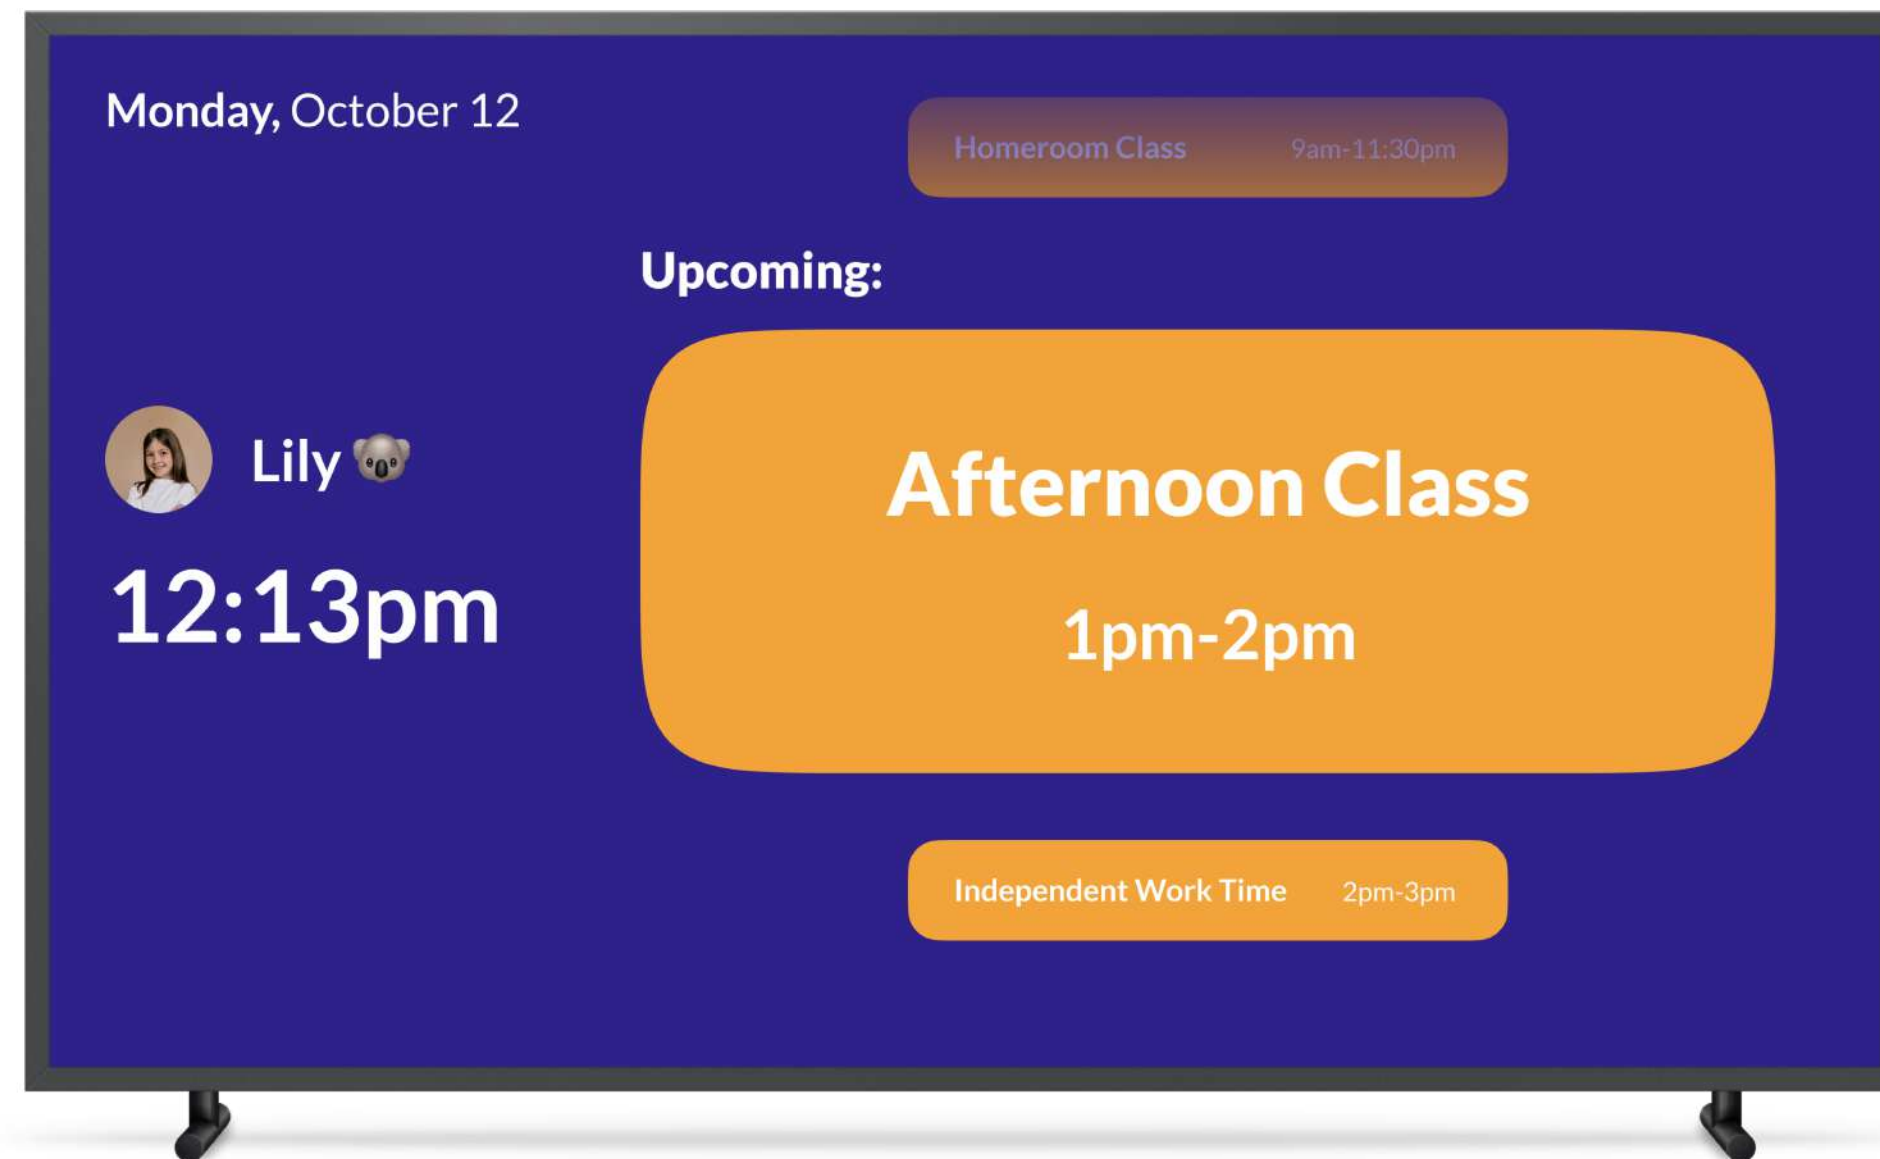 Monday, October 12
Homeroom Class 9am-11:30pm
Upcoming:
Lily
12:13pm
Afternoon Class
1pm-2pm
Independent Work Time 2pm-3pm